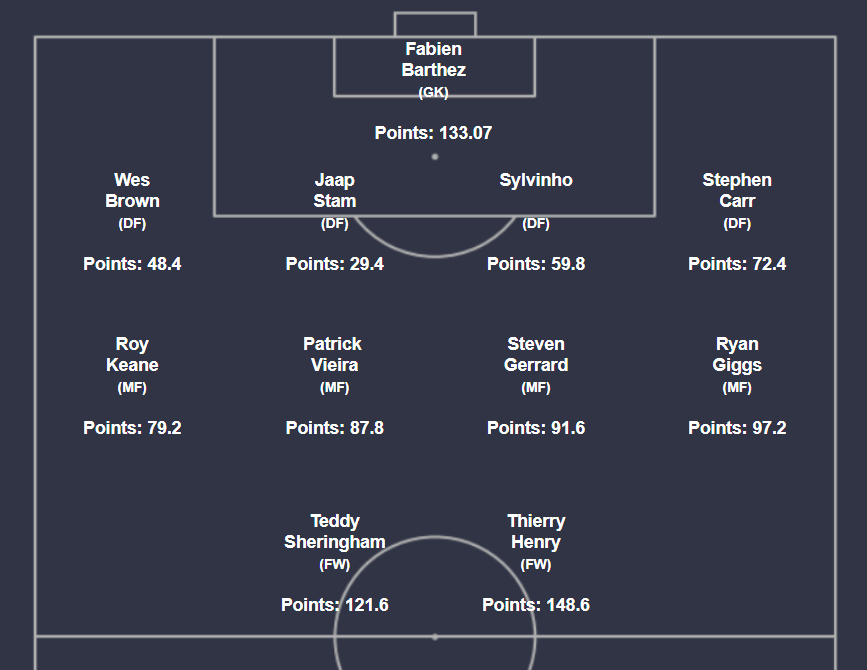 Fabien
Barthez
(GK)
Points: 133.07
Wes
Brown
(DF)
Points: 48.4
Jaap
Stam
(DF)
Points: 29.4
Sylvinho
(DF)
Points: 59.8
Stephen
Carr
(DF)
Points: 72.4
Roy
Keane
(MF)
Points: 79.2
Patrick
Vieira
(MF)
Points: 87.8
Steven
Gerrard
(MF)
Points: 91.6
Ryan
Giggs
(MF)
Points: 97.2
Teddy
Sheringham
(FW)
Points: 121.6
Thierry
Henry
(FW)
Points: 148.6